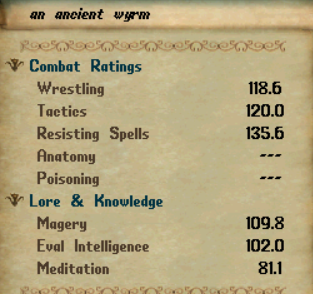 an ancient wyrm
Combat Ratings
Wrestling 118.6
Tactics 120.0
Resisting Spells 135.6
Anatomy ---
Poisoning ---
Lore & Knowledge
Magery 109.8
Eval Intelligence 102.0
Meditation 81.1